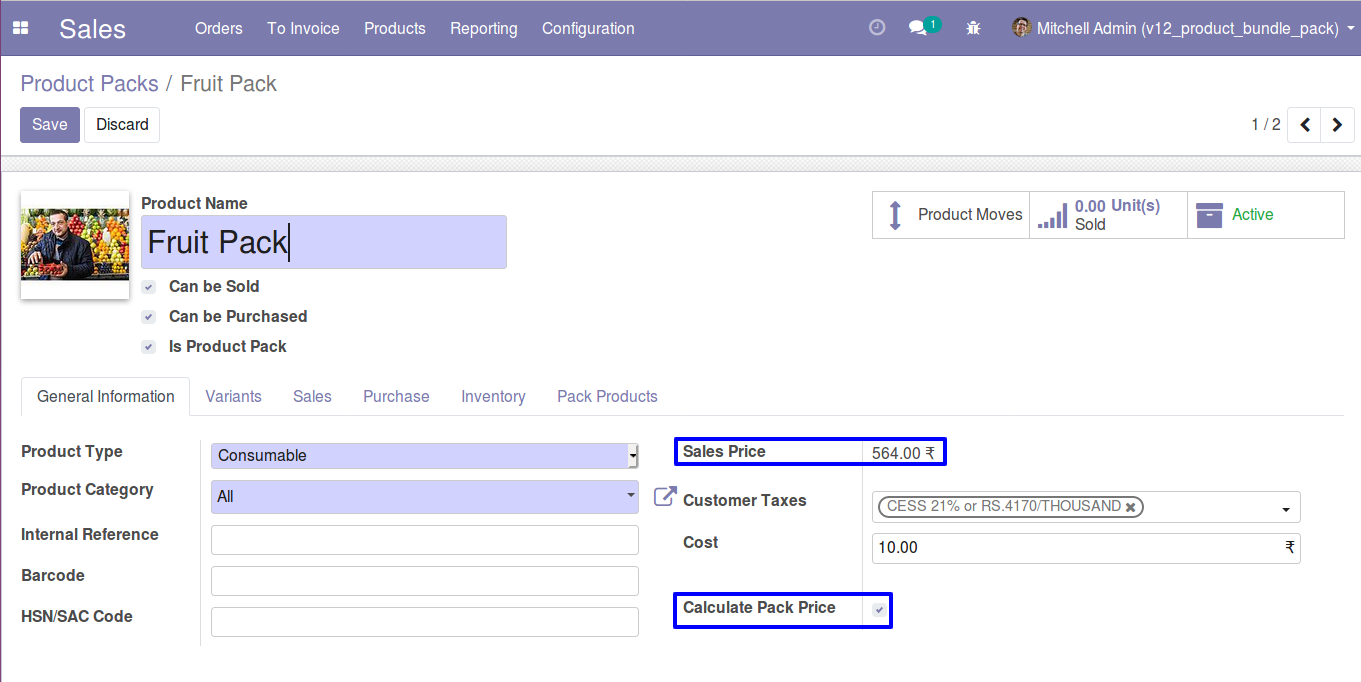 Sales Orders To Invoice Products Reporting Configuration 1 Mitchell Admin (v12_product_bundle_pack)
Product Packs / Fruit Pack
Save Discard 1 / 2
Product Name
Fruit Pack
Product Moves
0.00 Unit(s)
Sold
Active
Can be Sold
Can be Purchased
Is Product Pack
General Information Variants Sales Purchase Inventory Pack Products
Product Type Consumable
Product Category All
Internal Reference
Barcode
HSN/SAC Code
Sales Price 564.00 ₹
Customer Taxes CESS 21% or RS.4170/THOUSAND
Cost 10.00 ₹
Calculate Pack Price